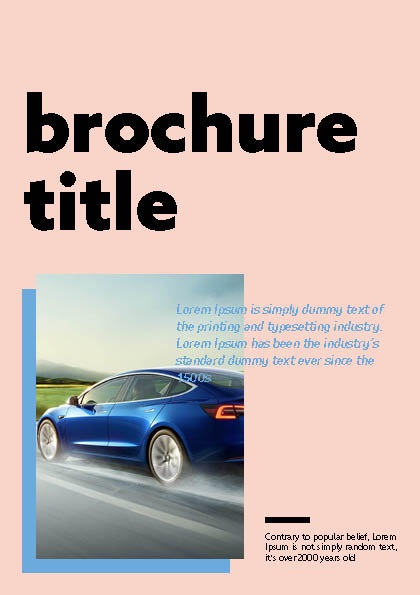 brochure
title
Lorem Ipsum is simply dummy text of
the printing and typesetting industry.
Lorem Ipsum has been the industry's
standard dummy text ever since the
1500s
Contrary to popular belief, Lorem
Ipsum is not simply random text,
it's over2000 years old